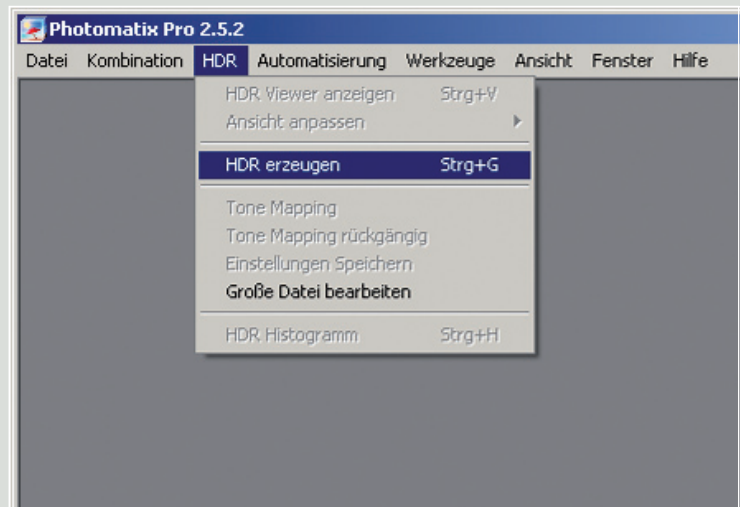 Photomatix Pro 2.5.2
Datei Kombination HDR Automatisierung Werkzeuge Ansicht Fenster Hilfe
HDR Viewer anzeigen Strg+V
Ansicht anpassen
HDR erzeugen Strg+G
Tone Mapping
Tone Mapping rückgängig
Einstellungen Speichern
Große Datei bearbeiten
HDR Histogramm Strg+H